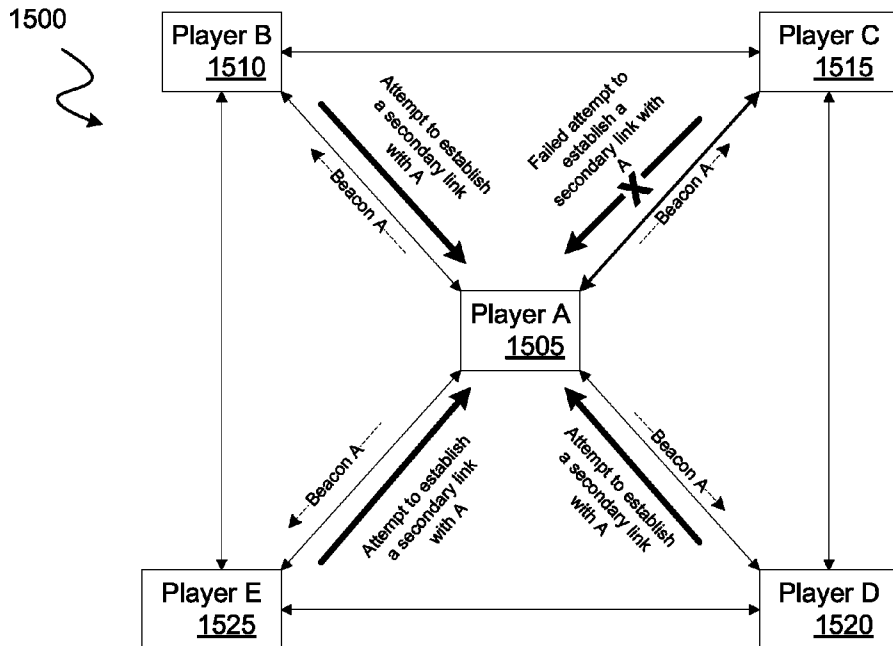 1500
Player B
1510
Player C
1515
Attempt to establish
a secondary link
with A
Beacon A
Failed attempt to
establish a
secondary link with
A
X
Beacon A
Player A
1505
Beacon A
Attempt to establish
a secondary link
with A
Beacon A
Attempt to establish
a secondary link
with A
Player E
1525
Player D
1520